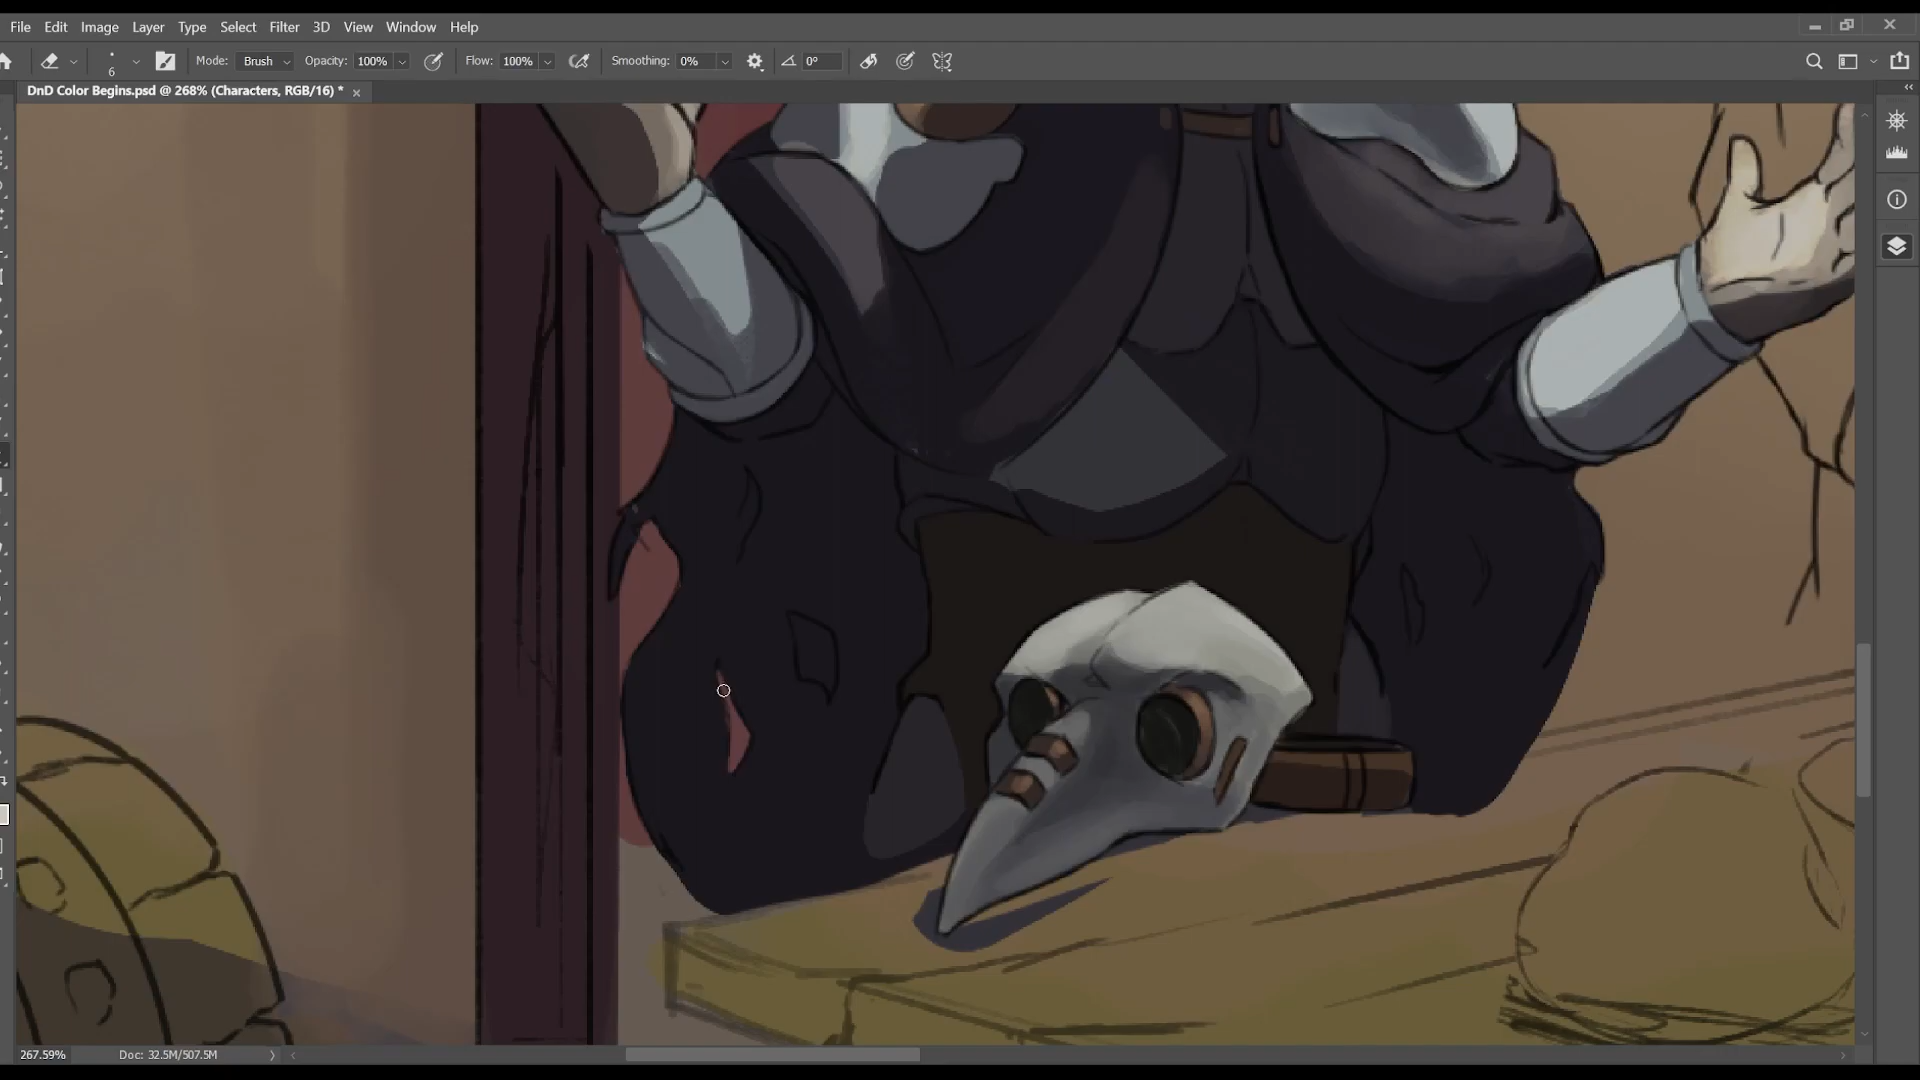 File Edit Image Layer Type Select Filter 3D View Window Help
6 Mode: Brush Opacity: 100% Flow: 100% Smoothing: 0% 0°
DnD Color Begins.psd @ 268% (Characters, RGB/16) * ×
267.59% Doc: 32.5M/507.5M